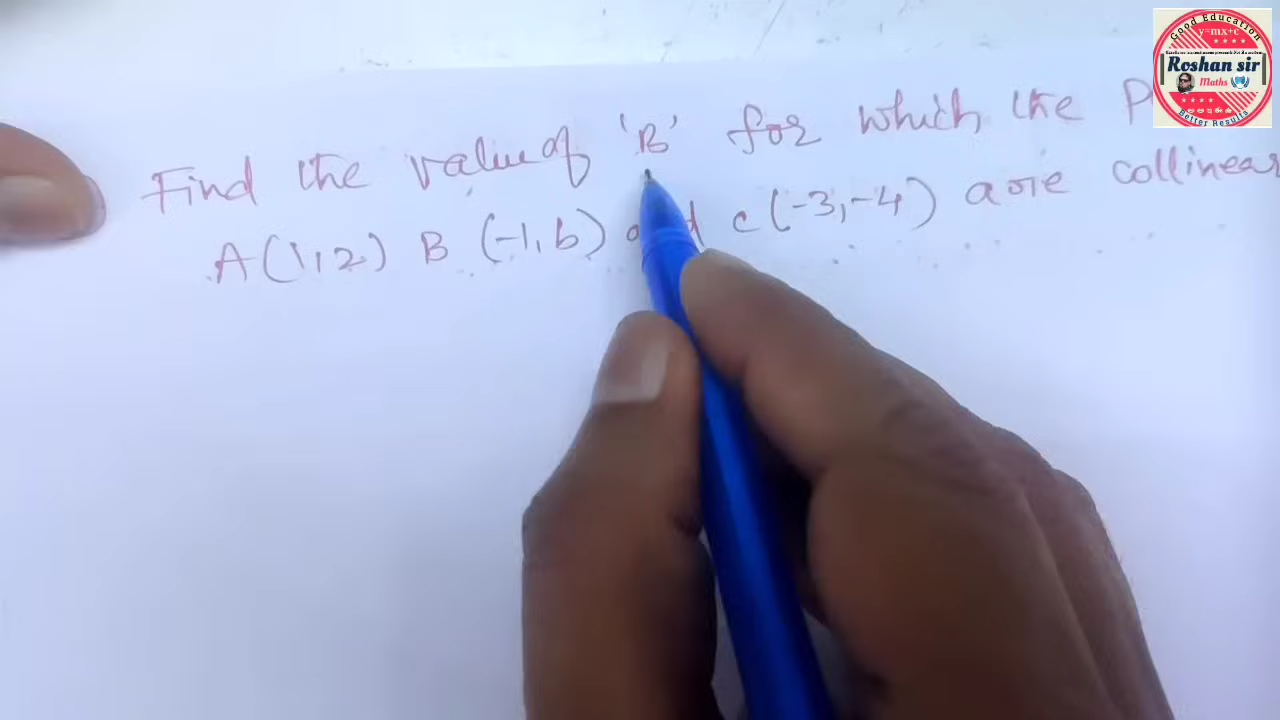 Find the value of 'B' for which the
A(1,2) B (-1,b) and c(-3,-4) are collinear
Good Education
y=mx+c
Roshan sir
Maths
Better Results